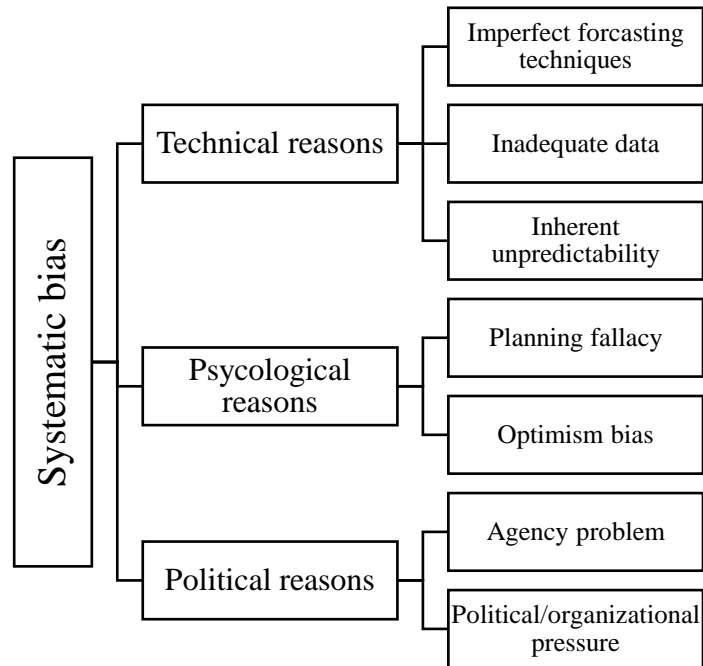 Systematic bias
Technical reasons
Imperfect forcasting
techniques
Inadequate data
Inherent
unpredictability
Psycological
reasons
Planning fallacy
Optimism bias
Political reasons
Agency problem
Political/organizational
pressure